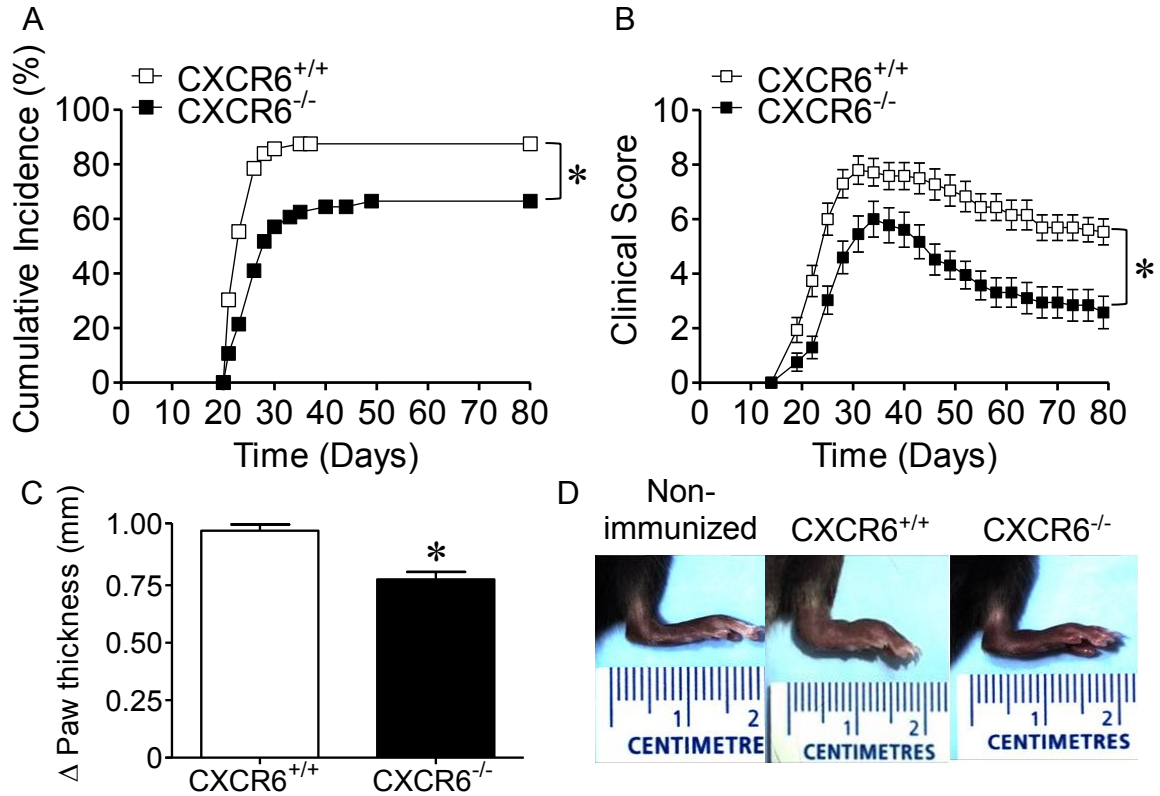 A
CXCR6+/+
CXCR6-/-
Cumulative Incidence (%)
100
80
60
40
20
0
0 10 20 30 40 50 60 70 80
Time (Days)
*
B
CXCR6+/+
CXCR6-/-
Clinical Score
10
8
6
4
2
0
0 10 20 30 40 50 60 70 80
Time (Days)
*
C
Δ Paw thickness (mm)
1.00
0.75
0.50
0.25
0
*
CXCR6+/+ CXCR6-/-
D
Non-
immunized
CXCR6+/+
CXCR6-/-
1 2
CENTIMETRE
1 2
CENTIMETRES
1 2
CENTIMETRES